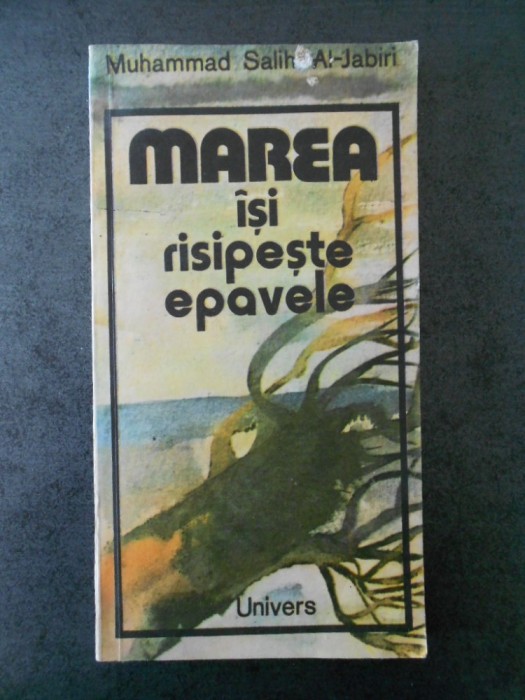 Muhammad Salih Al-Jabiri
MAREA
își
risipește
epavele
Univers